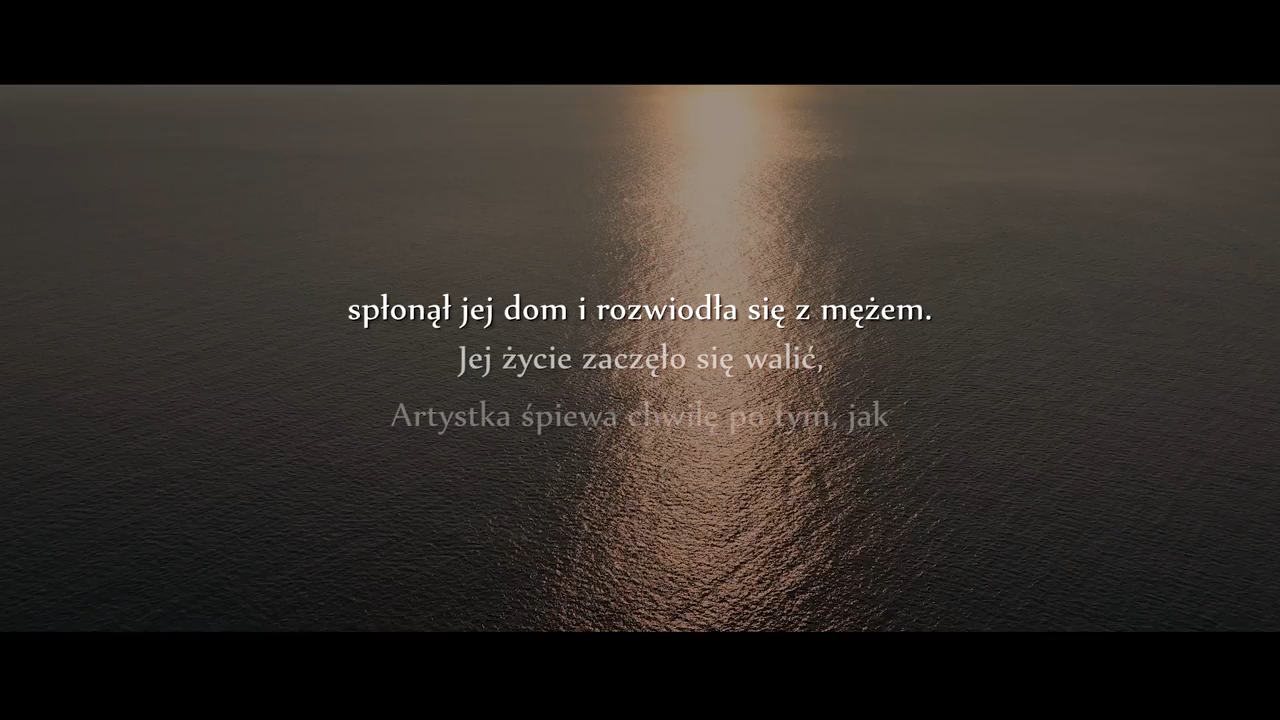 spłonął jej dom i rozwiodła się z mężem.
Jej życie zaczęło się walić,
Artystka śpiewa chwilę po tym, jak